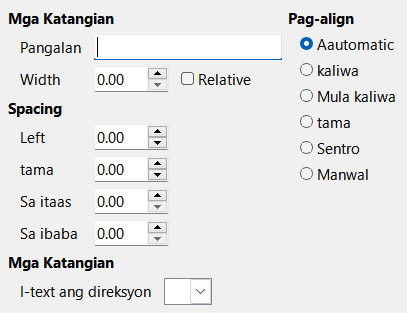 Mga Katangian
Pangalan
Width 0.00 Relative
Spacing
Left 0.00
tama 0.00
Sa itaas 0.00
Sa ibaba 0.00
Mga Katangian
I-text ang direksyon
Pag-align
Aautomatic
kaliwa
Mula kaliwa
tama
Sentro
Manwal